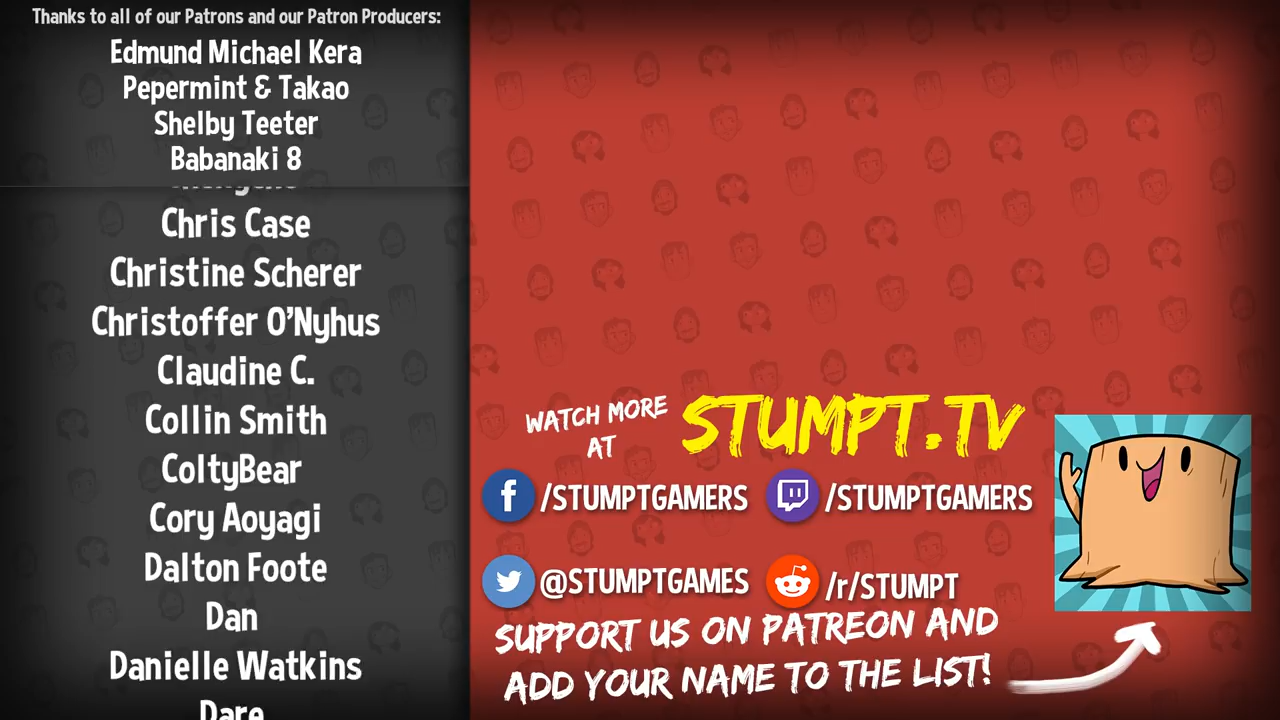 Thanks to all of our Patrons and our Patron Producers:
Edmund Michael Kera
Pepermint & Takao
Shelby Teeter
Babanaki 8
Chris Case
Christine Scherer
Christoffer O'Nyhus
Claudine C.
Collin Smith
ColtyBear
Cory Aoyagi
Dalton Foote
Dan
Danielle Watkins
Dare
WATCH MORE
AT
STUMPT.TV
/STUMPTGAMERS
/STUMPTGAMERS
@STUMPTGAMES
/r/STUMPT
SUPPORT US ON PATREON AND
ADD YOUR NAME TO THE LIST!